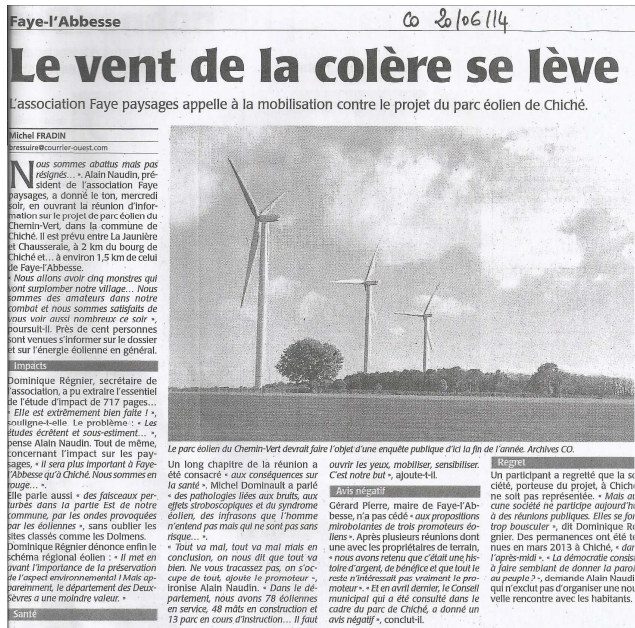 Faye-l'Abbesse
CO 20/06/14
Le vent de la colère se lève
L'association Faye paysages appelle à la mobilisation contre le projet du parc éolien de Chiché.
Michel FRADIN
bressuire@courrier-ouest.com
Nous sommes abattus mais pas
résignés... ». Alain Naudin, pré-
sident de l'association Faye
paysages, a donné le ton, mercredi
soir, en ouvrant la réunion d'infor-
mation sur le projet de parc éolien du
Chemin-Vert, dans la commune de
Chiché. Il est prévu entre La Jaunière
et Chausseraie, à 2 km du bourg de
Chiché et... à environ 1,5 km de celui
de Faye-l'Abbesse.
« Nous allons avoir cinq monstres qui
vont surplomber notre village... Nous
sommes des amateurs dans notre
combat et nous sommes satisfaits de
vous voir aussi nombreux ce soir »,
poursuit-il. Près de cent personnes
sont venues s'informer sur le dossier
et sur l'énergie éolienne en général.
Impacts
Dominique Régnier, secrétaire de
l'association, a pu extraire l'essentiel
de l'étude d'impact de 717 pages...
« Elle est extrêmement bien faite ! »,
souligne-t-elle. Le problème : « Les
études écrêtent et sous-estiment... »,
pense Alain Naudin. Tout de même,
concernant l'impact sur les pay-
sages, « il sera plus important à Faye-
l'Abbesse qu'à Chiché. Nous sommes en
rouge... ».
Elle parle aussi « des faisceaux per-
turbés dans la partie Est de notre
commune, par les ondes provoquées
par les éoliennes », sans oublier les
sites classés comme les Dolmens.
Dominique Régnier dénonce enfin le
schéma régional éolien : « Il met en
avant l'importance de la préservation
de l'aspect environnemental ! Mais ap-
paremment, le département des Deux-
Sèvres a une moindre valeur. »
Santé
Le parc éolien du Chemin-Vert devrait faire l'objet d'une enquête publique d'ici la fin de l'année. Archives CO.
Un long chapitre de la réunion a
été consacré « aux conséquences sur
la santé ». Michel Dominault a parlé
« des pathologies liées aux bruits, aux
effets stroboscopiques et du syndrome
éolien, des infrasons que l'homme
n'entend pas mais qui ne sont pas sans
risque... ».
« Tout va mal, tout va mal mais en
conclusion, on nous dit que tout va
bien. Ne vous tracassez pas, on s'oc-
cupe de tout, ajoute le promoteur »,
ironise Alain Naudin. « Dans le dé-
partement, nous avons 78 éoliennes
en service, 48 mâts en construction et
13 parc en cours d'instruction... Il faut
ouvrir les yeux, mobiliser, sensibiliser.
C'est notre but », ajoute-t-il.
Avis négatif
Gérard Pierre, maire de Faye-l'Ab-
besse, n'a pas cédé « aux propositions
mirobolantes de trois promoteurs éo-
liens ». Après plusieurs réunions dont
une avec les propriétaires de terrain,
« nous avons retenu que c'était une his-
toire d'argent, de bénéfice et que tout le
reste n'intéressait pas vraiment le pro-
moteur ». « Et en avril dernier, le Conseil
municipal qui a été consulté dans le
cadre du parc de Chiché, a donné un
avis négatif », conclut-il.
Regret
Un participant a regretté que la so-
ciété, porteuse du projet, à Chiché
ne soit pas représentée. « Mais au-
cune société ne participe aujourd'hu
à des réunions publiques. Elles se font
trop bousculer », dit Dominique Ré
gnier. Des permanences ont été te
nues en mars 2013 à Chiché, « dan
l'après-midi ». « La démocratie consis
à faire semblant de donner la parol
au peuple ? », demande Alain Naudi
qui n'exclut pas d'organiser une nou
velle rencontre avec les habitants.